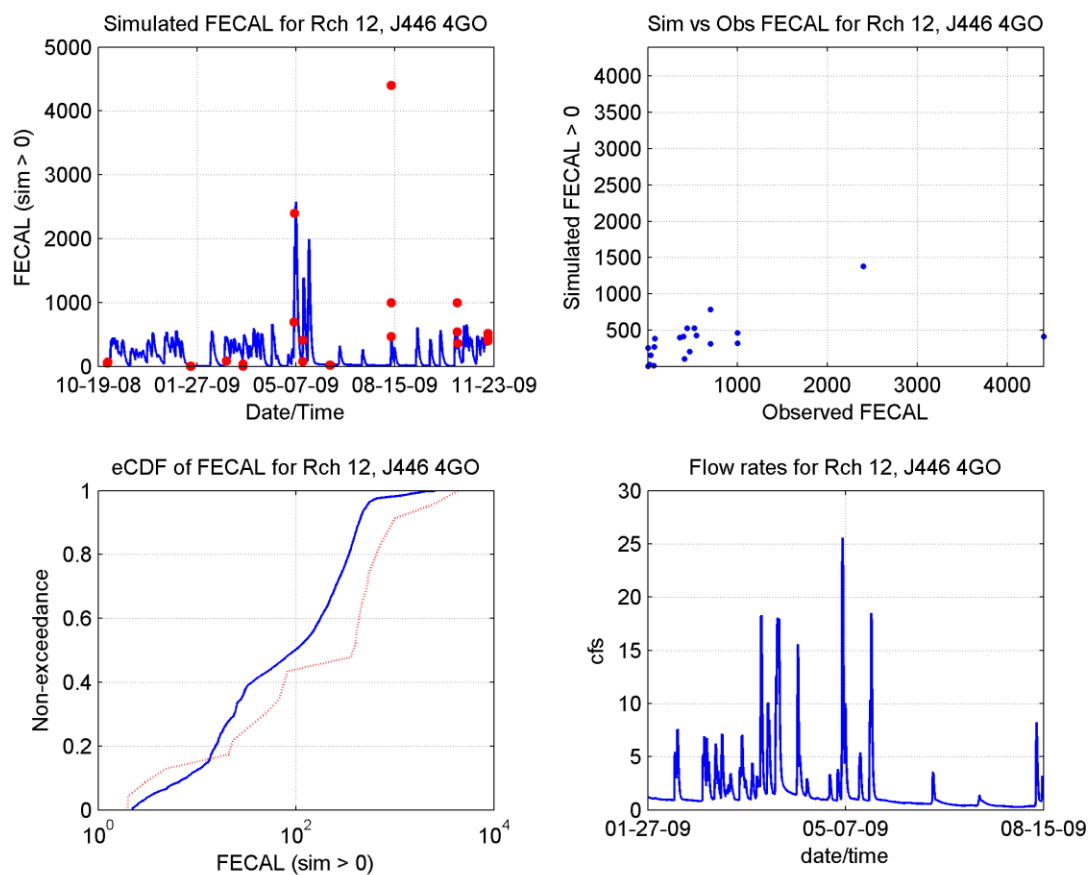 Simulated FECAL for Rch 12, J446 4GO
5000
4000
3000
2000
1000
0
FECAL (sim > 0)
10-19-08 01-27-09 05-07-09 08-15-09 11-23-09
Date/Time
Sim vs Obs FECAL for Rch 12, J446 4GO
4000
3500
3000
2500
2000
1500
1000
500
Simulated FECAL > 0
1000 2000 3000 4000
Observed FECAL
eCDF of FECAL for Rch 12, J446 4GO
1
0.8
0.6
0.4
0.2
0
Non-exceedance
10^0 10^2 10^4
FECAL (sim > 0)
Flow rates for Rch 12, J446 4GO
30
25
20
15
10
5
0
cfs
01-27-09 05-07-09 08-15-09
date/time